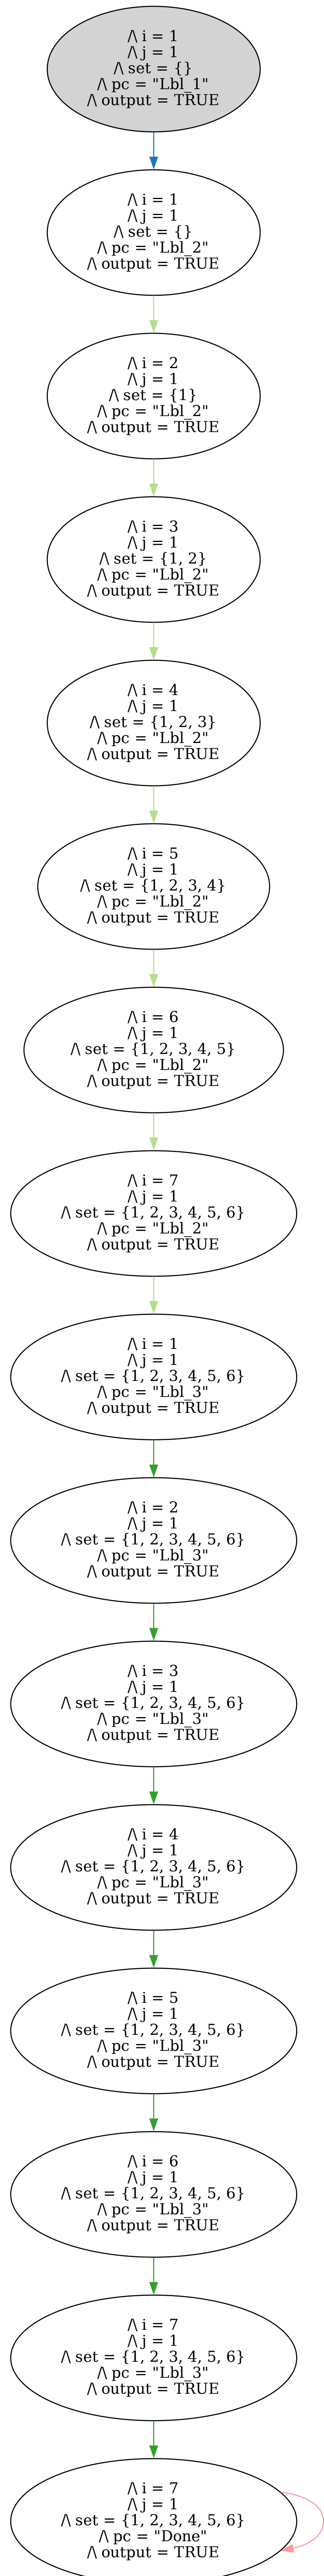 /\ i = 1
/\ j = 1
/\ set = {}
/\ pc = "Lbl_1"
/\ output = TRUE
/\ i = 1
/\ j = 1
/\ set = {}
/\ pc = "Lbl_2"
/\ output = TRUE
/\ i = 2
/\ j = 1
/\ set = {1}
/\ pc = "Lbl_2"
/\ output = TRUE
/\ i = 3
/\ j = 1
/\ set = {1, 2}
/\ pc = "Lbl_2"
/\ output = TRUE
/\ i = 4
/\ j = 1
/\ set = {1, 2, 3}
/\ pc = "Lbl_2"
/\ output = TRUE
/\ i = 5
/\ j = 1
/\ set = {1, 2, 3, 4}
/\ pc = "Lbl_2"
/\ output = TRUE
/\ i = 6
/\ j = 1
/\ set = {1, 2, 3, 4, 5}
/\ pc = "Lbl_2"
/\ output = TRUE
/\ i = 7
/\ j = 1
/\ set = {1, 2, 3, 4, 5, 6}
/\ pc = "Lbl_2"
/\ output = TRUE
/\ i = 1
/\ j = 1
/\ set = {1, 2, 3, 4, 5, 6}
/\ pc = "Lbl_3"
/\ output = TRUE
/\ i = 2
/\ j = 1
/\ set = {1, 2, 3, 4, 5, 6}
/\ pc = "Lbl_3"
/\ output = TRUE
/\ i = 3
/\ j = 1
/\ set = {1, 2, 3, 4, 5, 6}
/\ pc = "Lbl_3"
/\ output = TRUE
/\ i = 4
/\ j = 1
/\ set = {1, 2, 3, 4, 5, 6}
/\ pc = "Lbl_3"
/\ output = TRUE
/\ i = 5
/\ j = 1
/\ set = {1, 2, 3, 4, 5, 6}
/\ pc = "Lbl_3"
/\ output = TRUE
/\ i = 6
/\ j = 1
/\ set = {1, 2, 3, 4, 5, 6}
/\ pc = "Lbl_3"
/\ output = TRUE
/\ i = 7
/\ j = 1
/\ set = {1, 2, 3, 4, 5, 6}
/\ pc = "Lbl_3"
/\ output = TRUE
/\ i = 7
/\ j = 1
/\ set = {1, 2, 3, 4, 5, 6}
/\ pc = "Done"
/\ output = TRUE